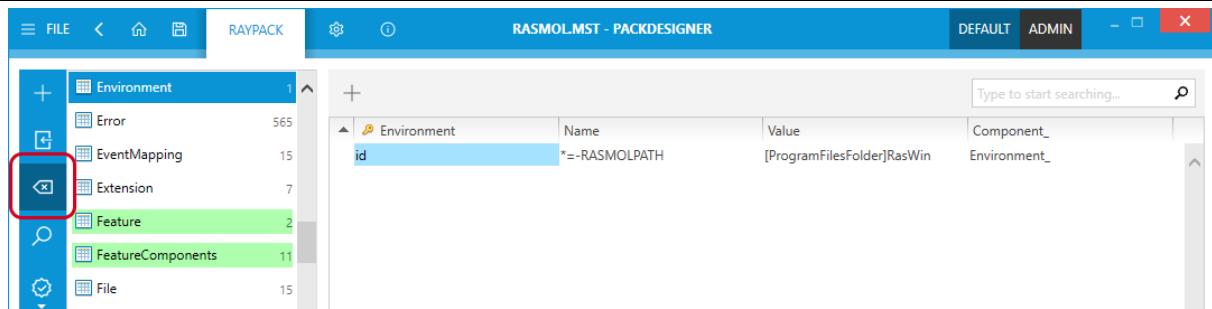 FILE RAYPACK RASMOL.MST - PACKDESIGNER DEFAULT ADMIN
Environment 1
Error 565
EventMapping 15
Extension 7
Feature 2
FeatureComponents 11
File 15
Type to start searching...
Environment Name Value Component_
id *=-RASMOLPATH [ProgramFilesFolder]RasWin Environment_